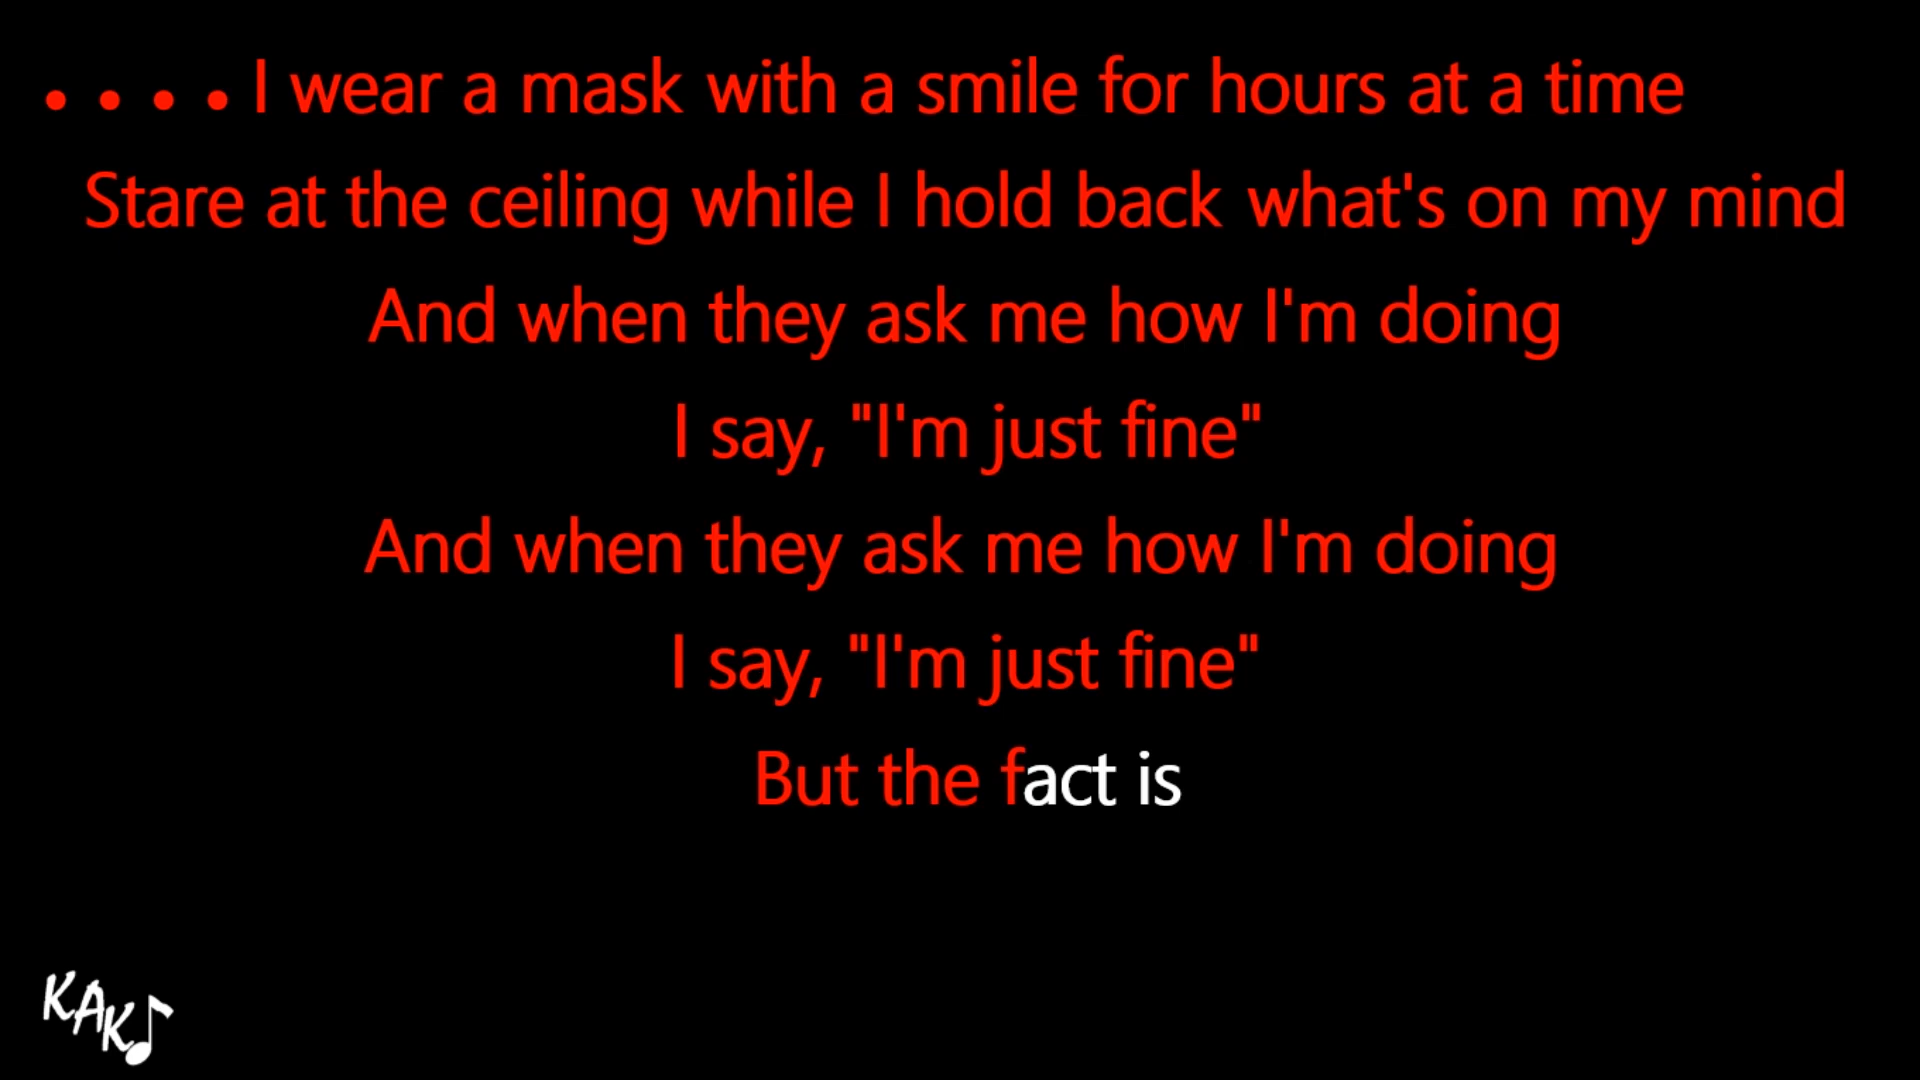 . . . . I wear a mask with a smile for hours at a time
Stare at the ceiling while I hold back what's on my mind
And when they ask me how I'm doing
I say, "I'm just fine"
And when they ask me how I'm doing
I say, "I'm just fine"
But the fact is
KAK